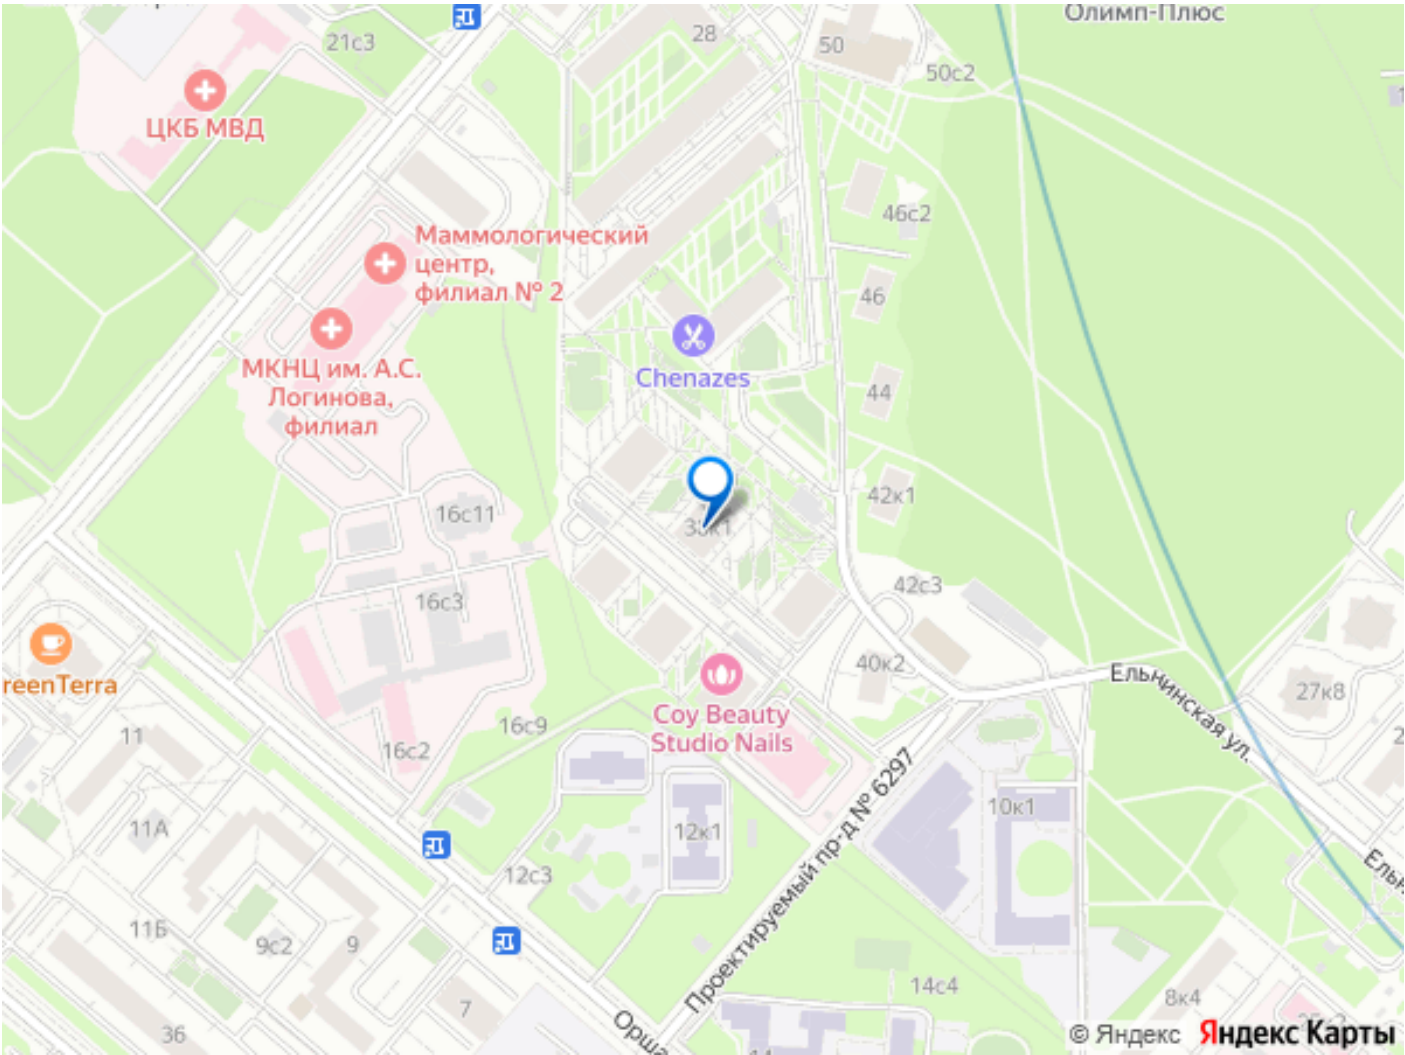 Олимп-Плюс
28
50
21с3
50с2
ЦКБ МВД
46с2
Маммологический
центр,
филиал № 2
46
МКНЦ им. А.С.
Логинова,
филиал
Chenazes
44
42к1
16с11
42с3
16с3
40к2
reenTerra
Ельнинская ул.
27к8
11
16с9
16с2
Coy Beauty
Studio Nails
Проектируемый пр-д № 6297
10к1
11А
12к1
12с3
11Б
9с2
9
14с4
8к4
7
36
Орша
Ельн
© Яндекс Яндекс Карты